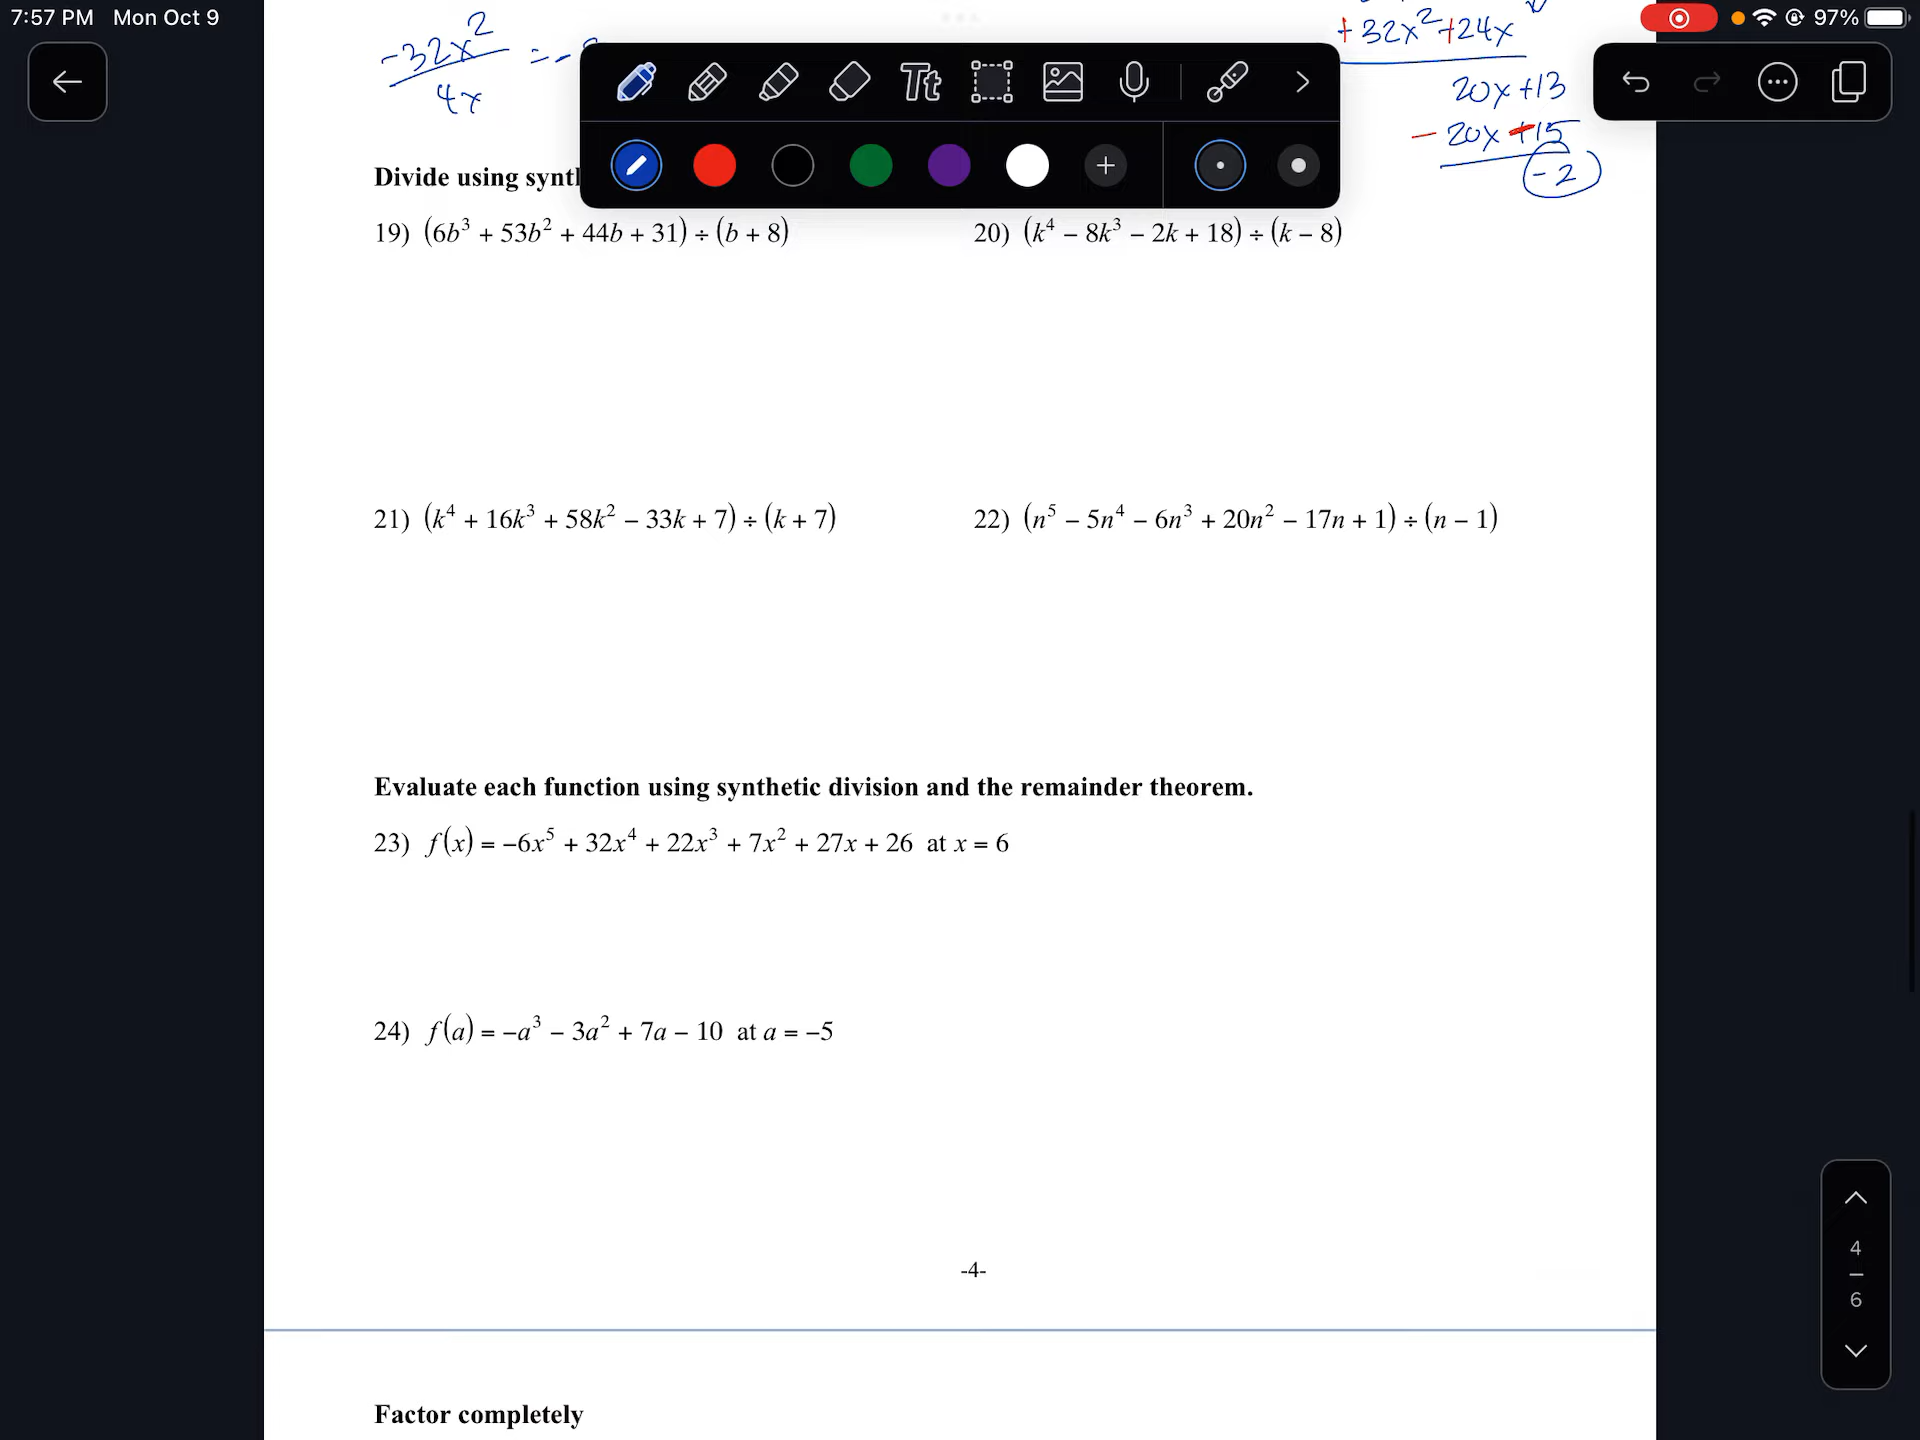 7:57 PM Mon Oct 9
97%
-32x² / 4x = -
+32x²+24x
20x+13
- 20x+15
-2
Tt
Divide using synt
19) (6b³ + 53b² + 44b + 31) ÷ (b + 8)
20) (k⁴ − 8k³ − 2k + 18) ÷ (k − 8)
21) (k⁴ + 16k³ + 58k² − 33k + 7) ÷ (k + 7)
22) (n⁵ − 5n⁴ − 6n³ + 20n² − 17n + 1) ÷ (n − 1)
Evaluate each function using synthetic division and the remainder theorem.
23) f(x) = −6x⁵ + 32x⁴ + 22x³ + 7x² + 27x + 26 at x = 6
24) f(a) = −a³ − 3a² + 7a − 10 at a = −5
-4-
4
6
Factor completely